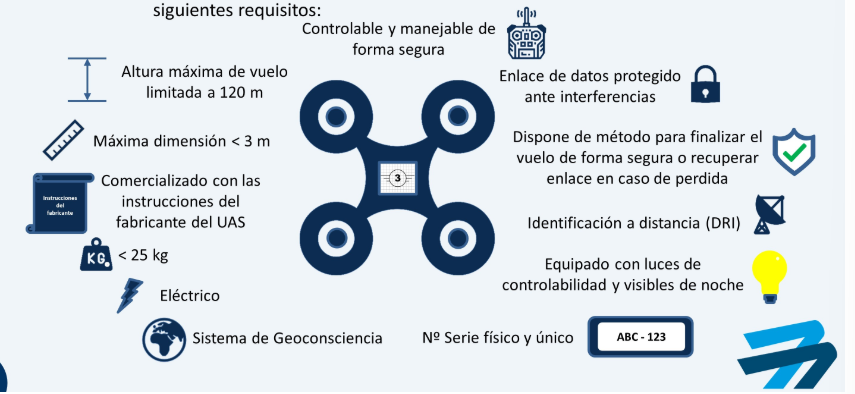 siguientes requisitos:
Controlable y manejable de
forma segura
Altura máxima de vuelo
limitada a 120 m
Enlace de datos protegido
ante interferencias
Máxima dimensión < 3 m
Dispone de método para finalizar el
vuelo de forma segura o recuperar
enlace en caso de perdida
Instrucciones
del
fabricante
Comercializado con las
instrucciones del
fabricante del UAS
3
Identificación a distancia (DRI)
KG.
< 25 kg
Equipado con luces de
controlabilidad y visibles de noche
Eléctrico
Sistema de Geoconsciencia
Nº Serie físico y único
ABC - 123